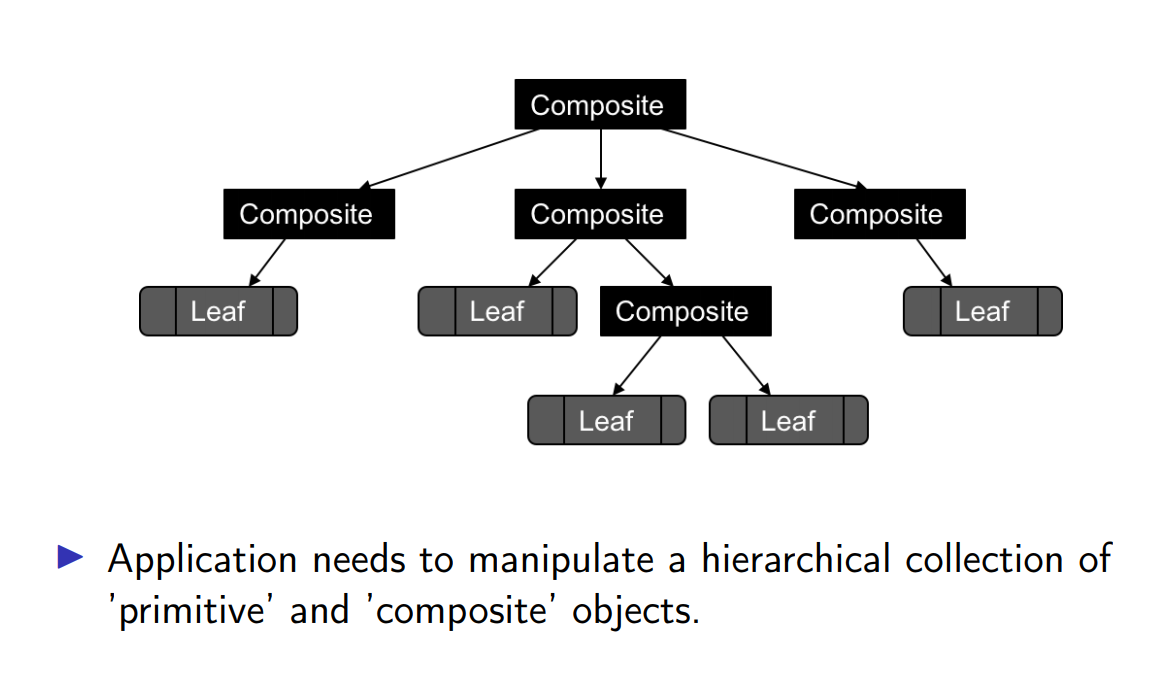 Composite
Composite
Composite
Composite
Leaf
Leaf
Composite
Leaf
Leaf
Leaf
Application needs to manipulate a hierarchical collection of
’primitive’ and ’composite’ objects.